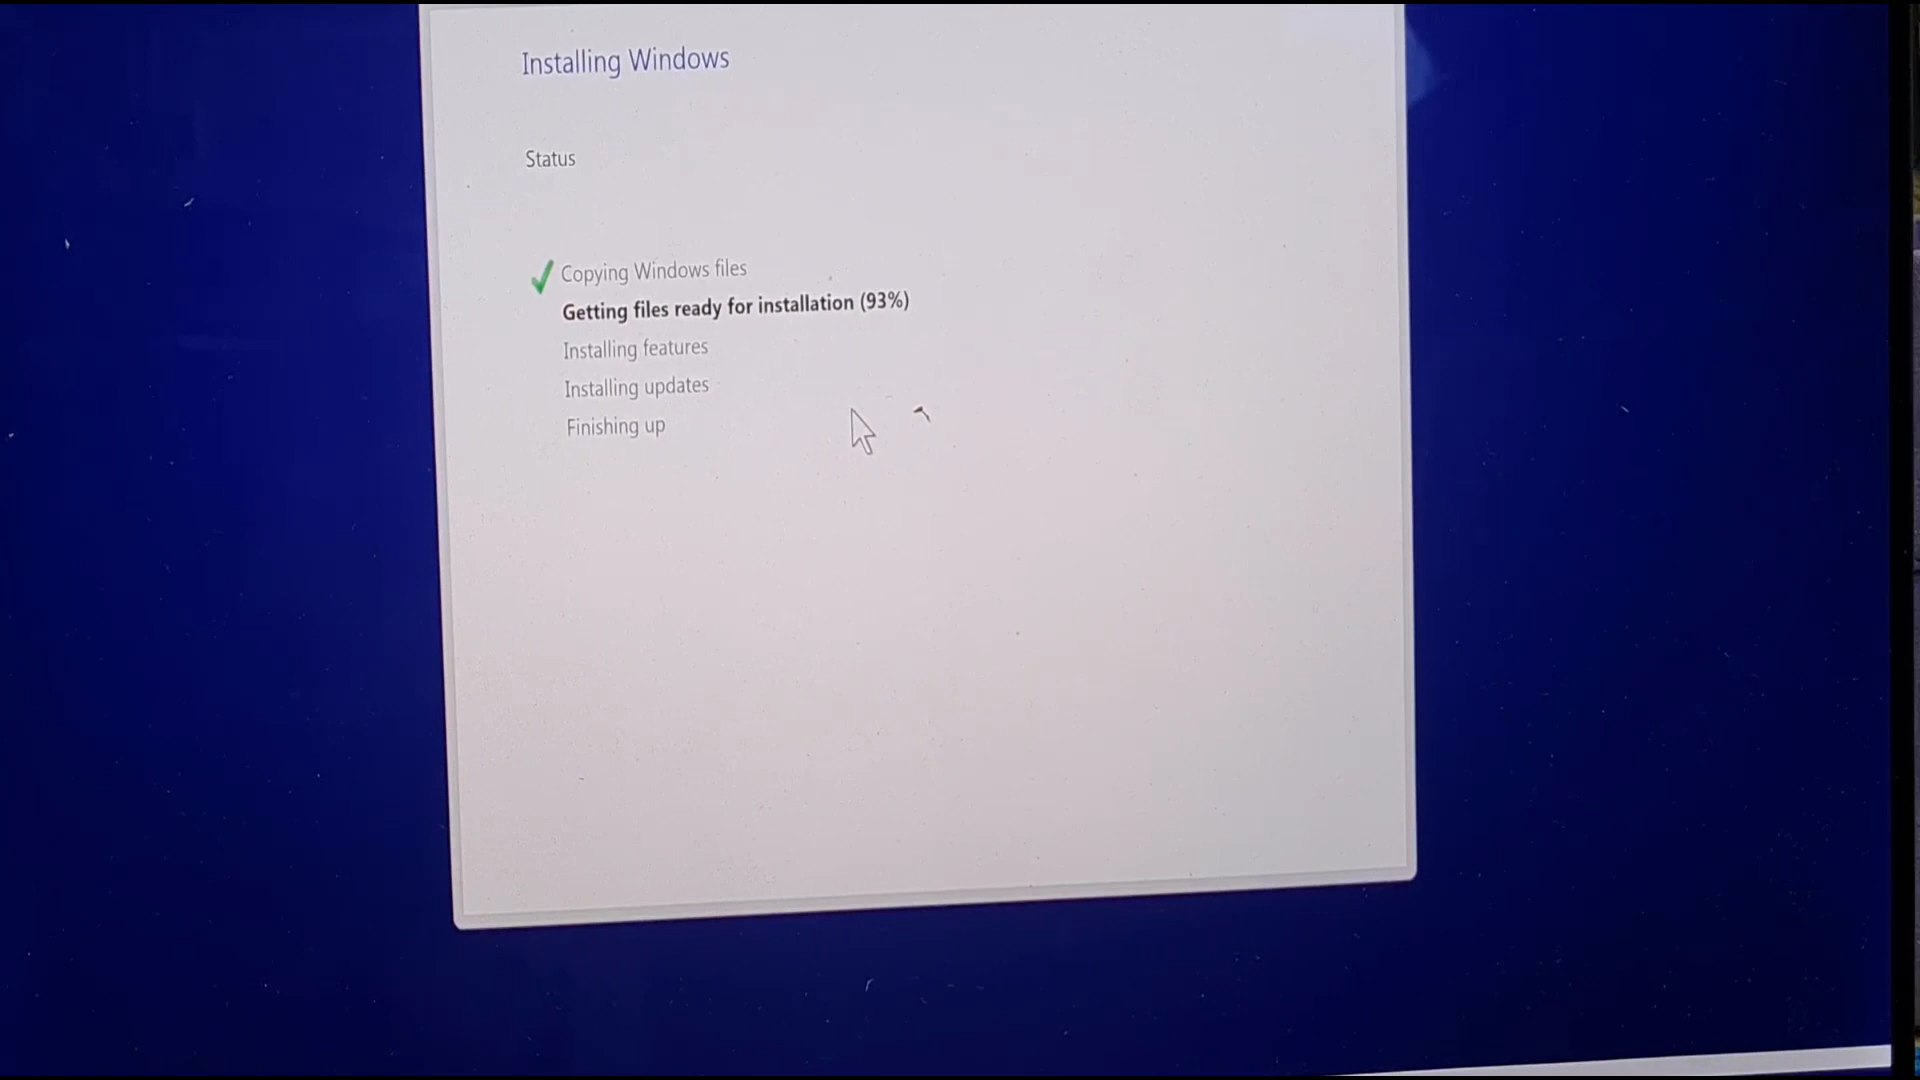 Installing Windows
Status
Copying Windows files
Getting files ready for installation (93%)
Installing features
Installing updates
Finishing up